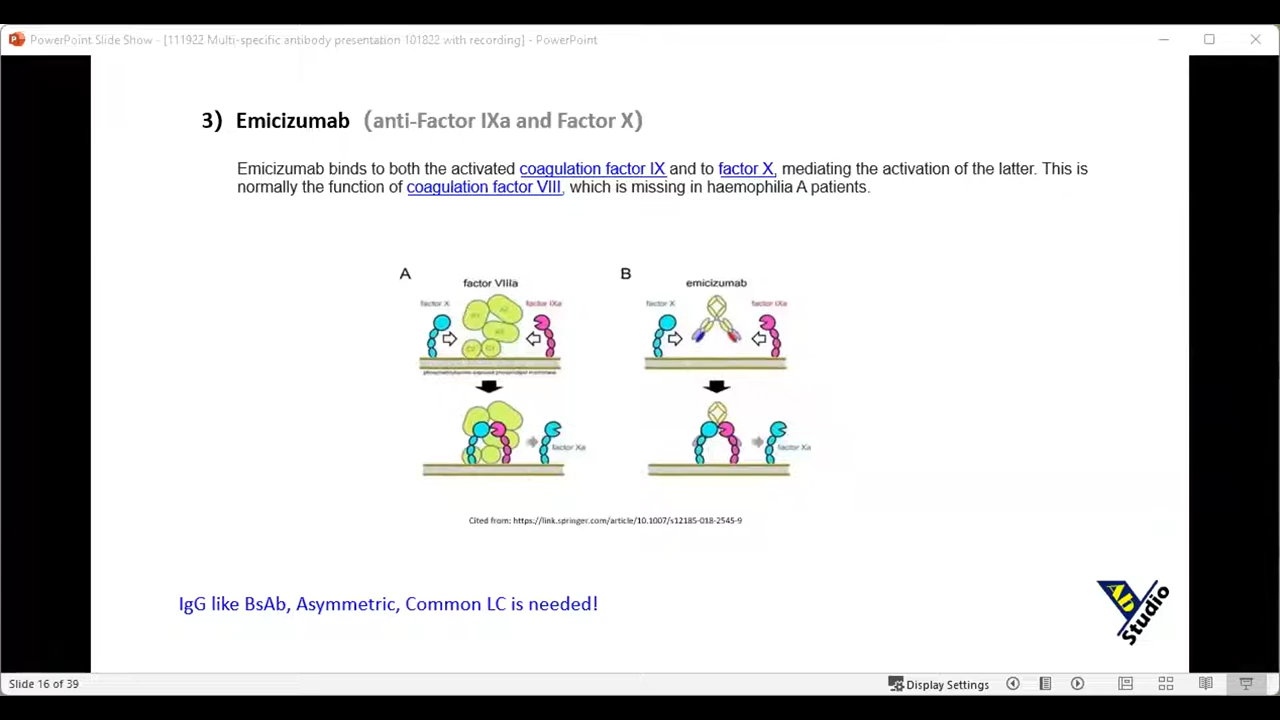 PowerPoint Slide Show - [111922 Multi-specific antibody presentation 101822 with recording] - PowerPoint
3) Emicizumab (anti-Factor IXa and Factor X)
Emicizumab binds to both the activated coagulation factor IX and to factor X, mediating the activation of the latter. This is
normally the function of coagulation factor VIII, which is missing in haemophilia A patients.
A
factor VIIIa
factor X
factor IXa
factor Xa
B
emicizumab
factor X
factor IXa
factor Xa
Cited from: https://link.springer.com/article/10.1007/s12185-018-2545-9
IgG like BsAb, Asymmetric, Common LC is needed!
AB
Studio
Slide 16 of 39
Display Settings